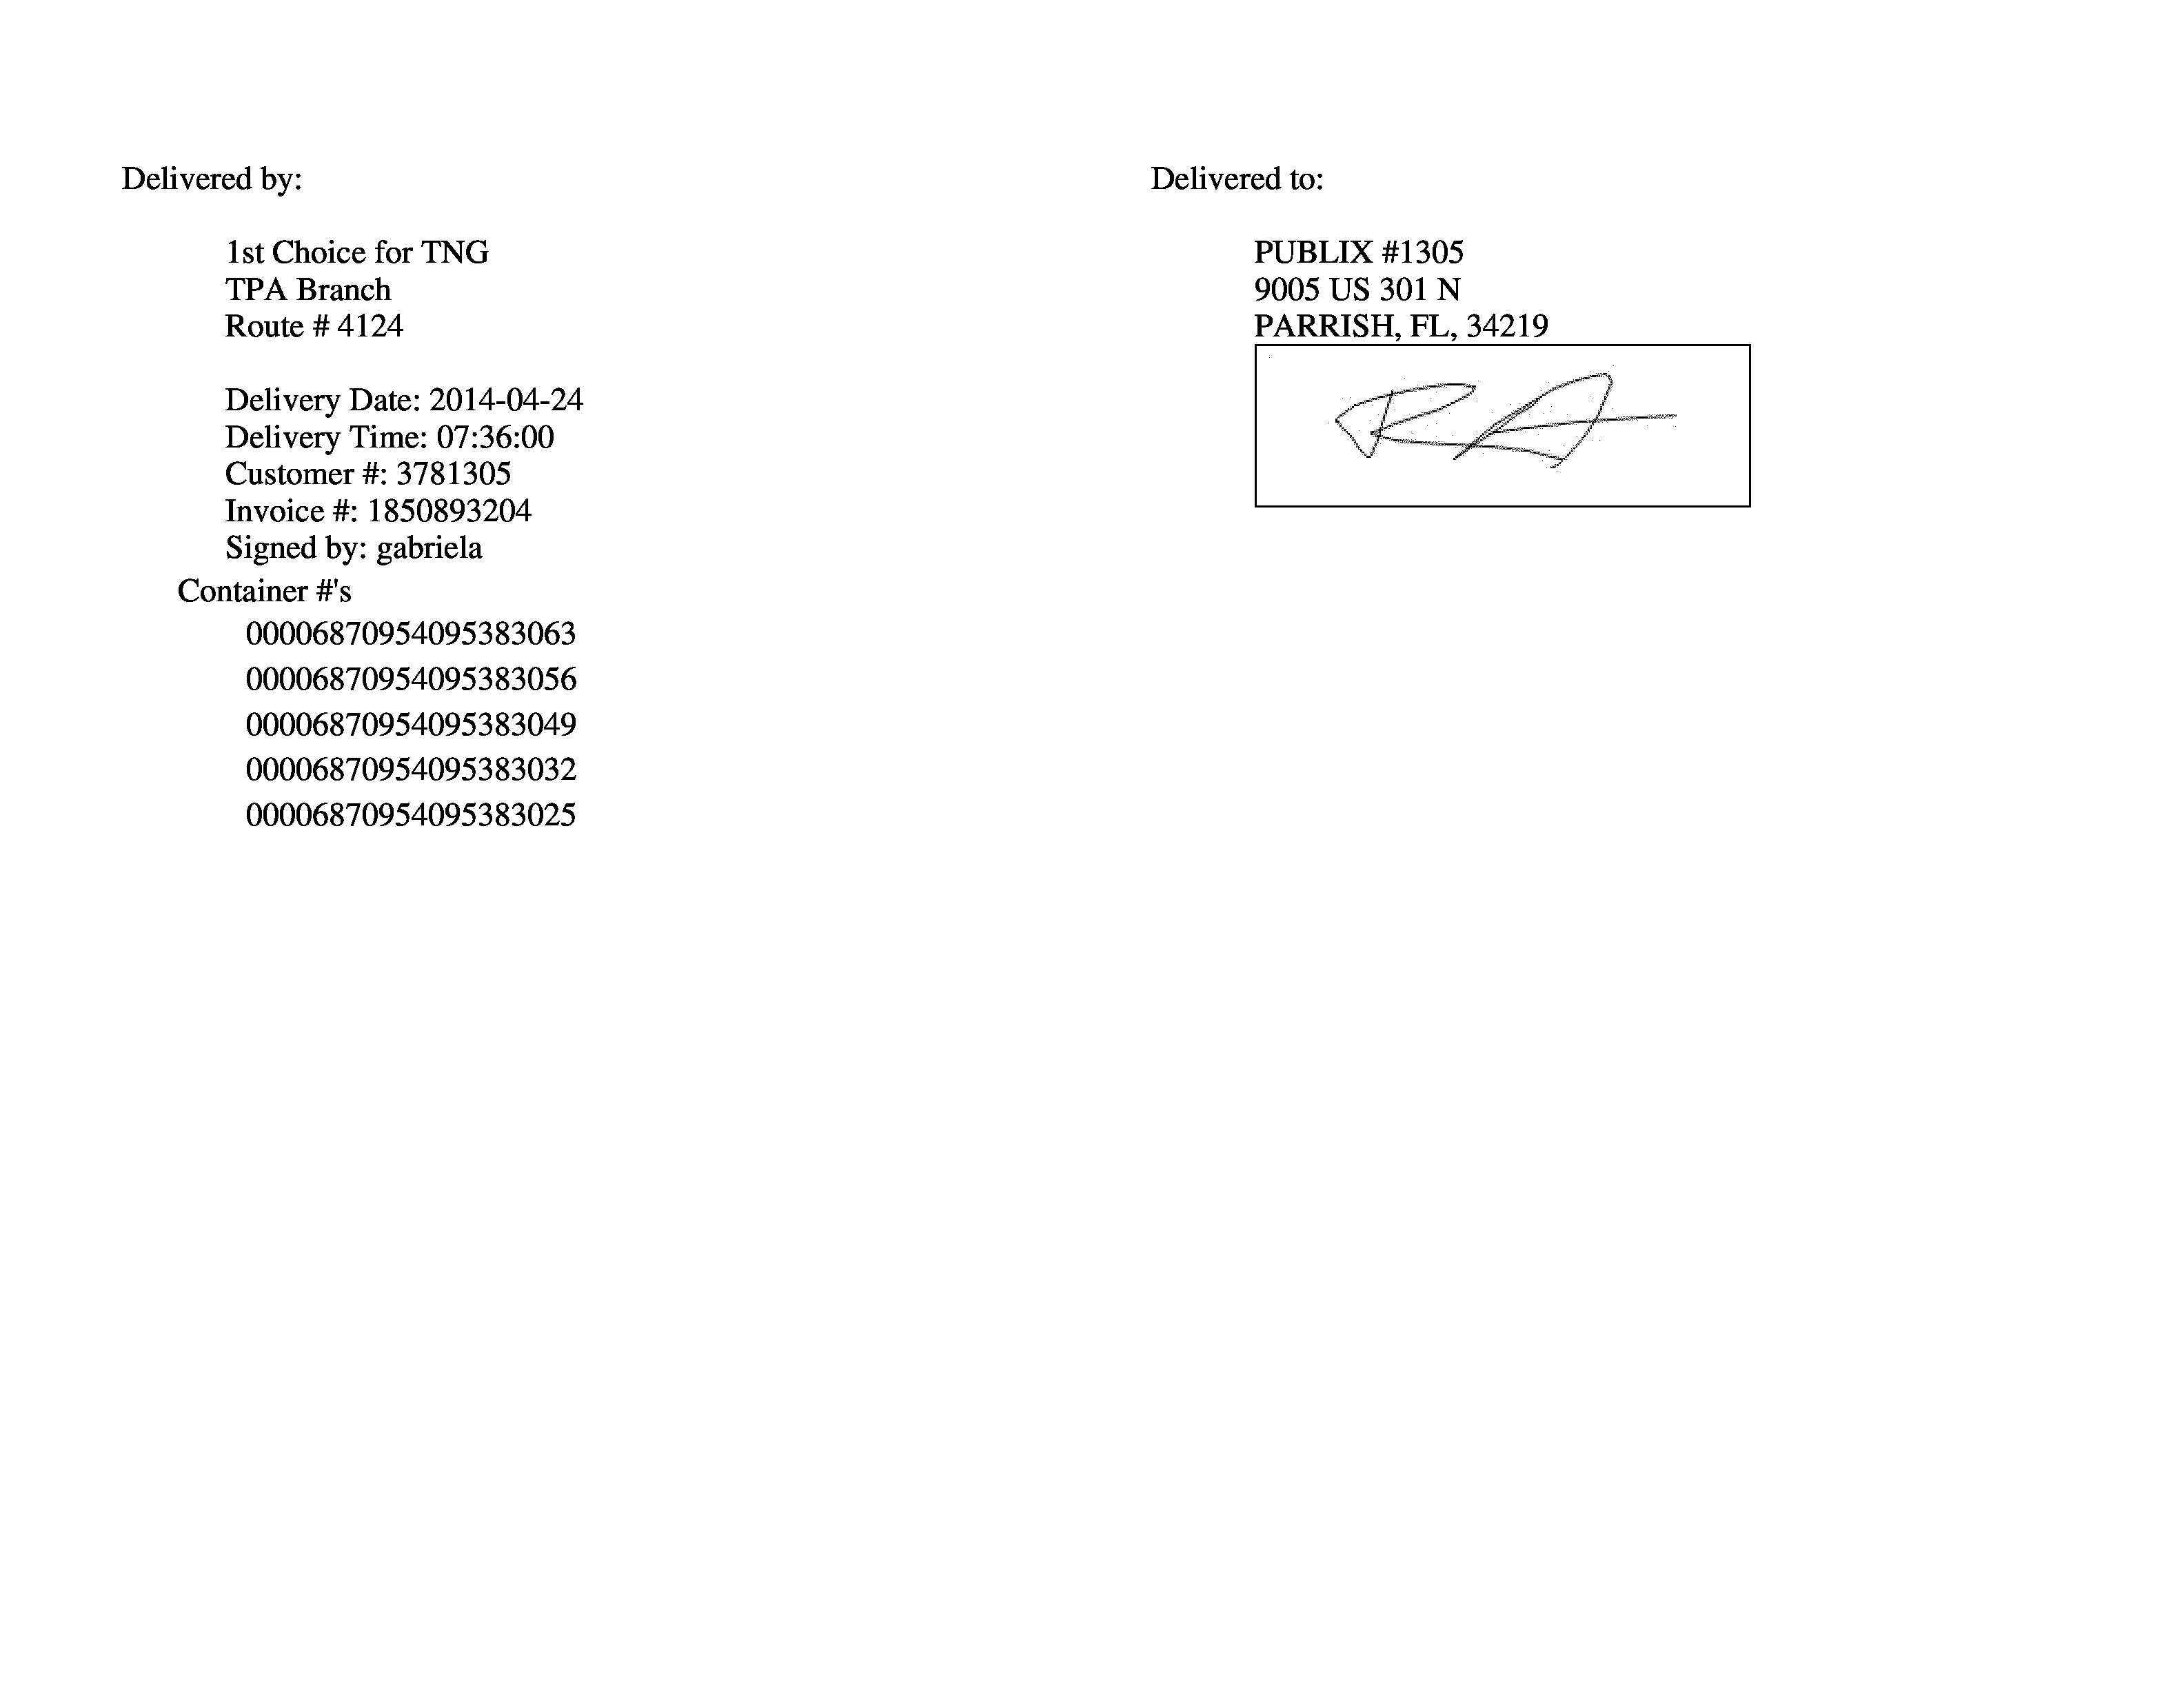 Delivered by:
1st Choice for TNG
TPA Branch
Route # 4124
Delivery Date: 2014-04-24
Delivery Time: 07:36:00
Customer #: 3781305
Invoice #: 1850893204
Signed by: gabriela
Container #'s
00006870954095383063
00006870954095383056
00006870954095383049
00006870954095383032
00006870954095383025
Delivered to:
PUBLIX #1305
9005 US 301 N
PARRISH, FL, 34219